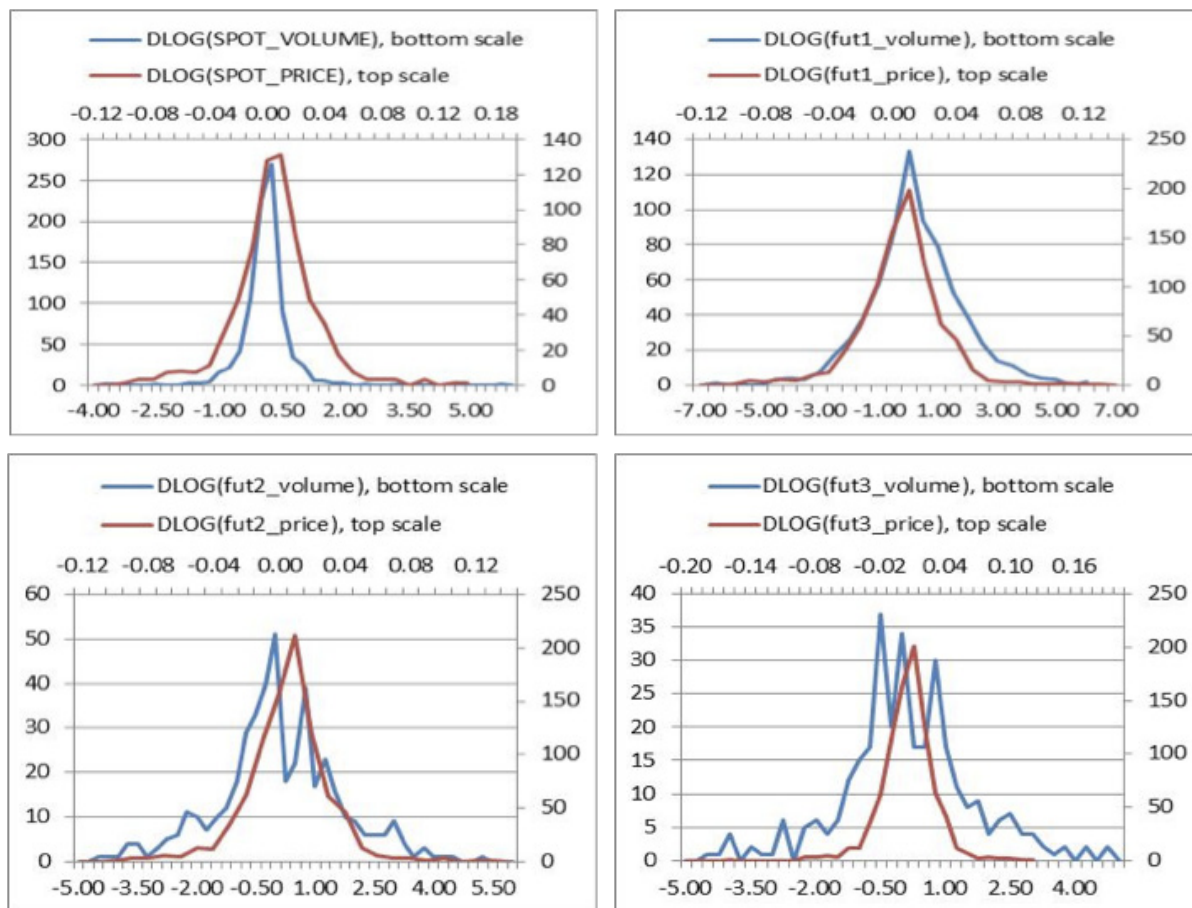 DLOG(SPOT_VOLUME), bottom scale
DLOG(SPOT_PRICE), top scale
-0.12 -0.08 -0.04 0.00 0.04 0.08 0.12 0.18
300 140
250 120
200 100
150 80
100 60
50 40
0 20
0
-4.00 -2.50 -1.00 0.50 2.00 3.50 5.00
DLOG(fut1_volume), bottom scale
DLOG(fut1_price), top scale
-0.12 -0.08 -0.04 0.00 0.04 0.08 0.12
140 250
120 200
100 150
80 100
60 50
40 0
20
0
-7.00 -5.00 -3.00 -1.00 1.00 3.00 5.00 7.00
DLOG(fut2_volume), bottom scale
DLOG(fut2_price), top scale
-0.12 -0.08 -0.04 0.00 0.04 0.08 0.12
60 250
50 200
40 150
30 100
20 50
10 0
0
-5.00 -3.50 -2.00 -0.50 1.00 2.50 4.00 5.50
DLOG(fut3_volume), bottom scale
DLOG(fut3_price), top scale
-0.20 -0.14 -0.08 -0.02 0.04 0.10 0.16
40 250
35 200
30 150
25 100
20 50
15 0
10
5
0
-5.00 -3.50 -2.00 -0.50 1.00 2.50 4.00